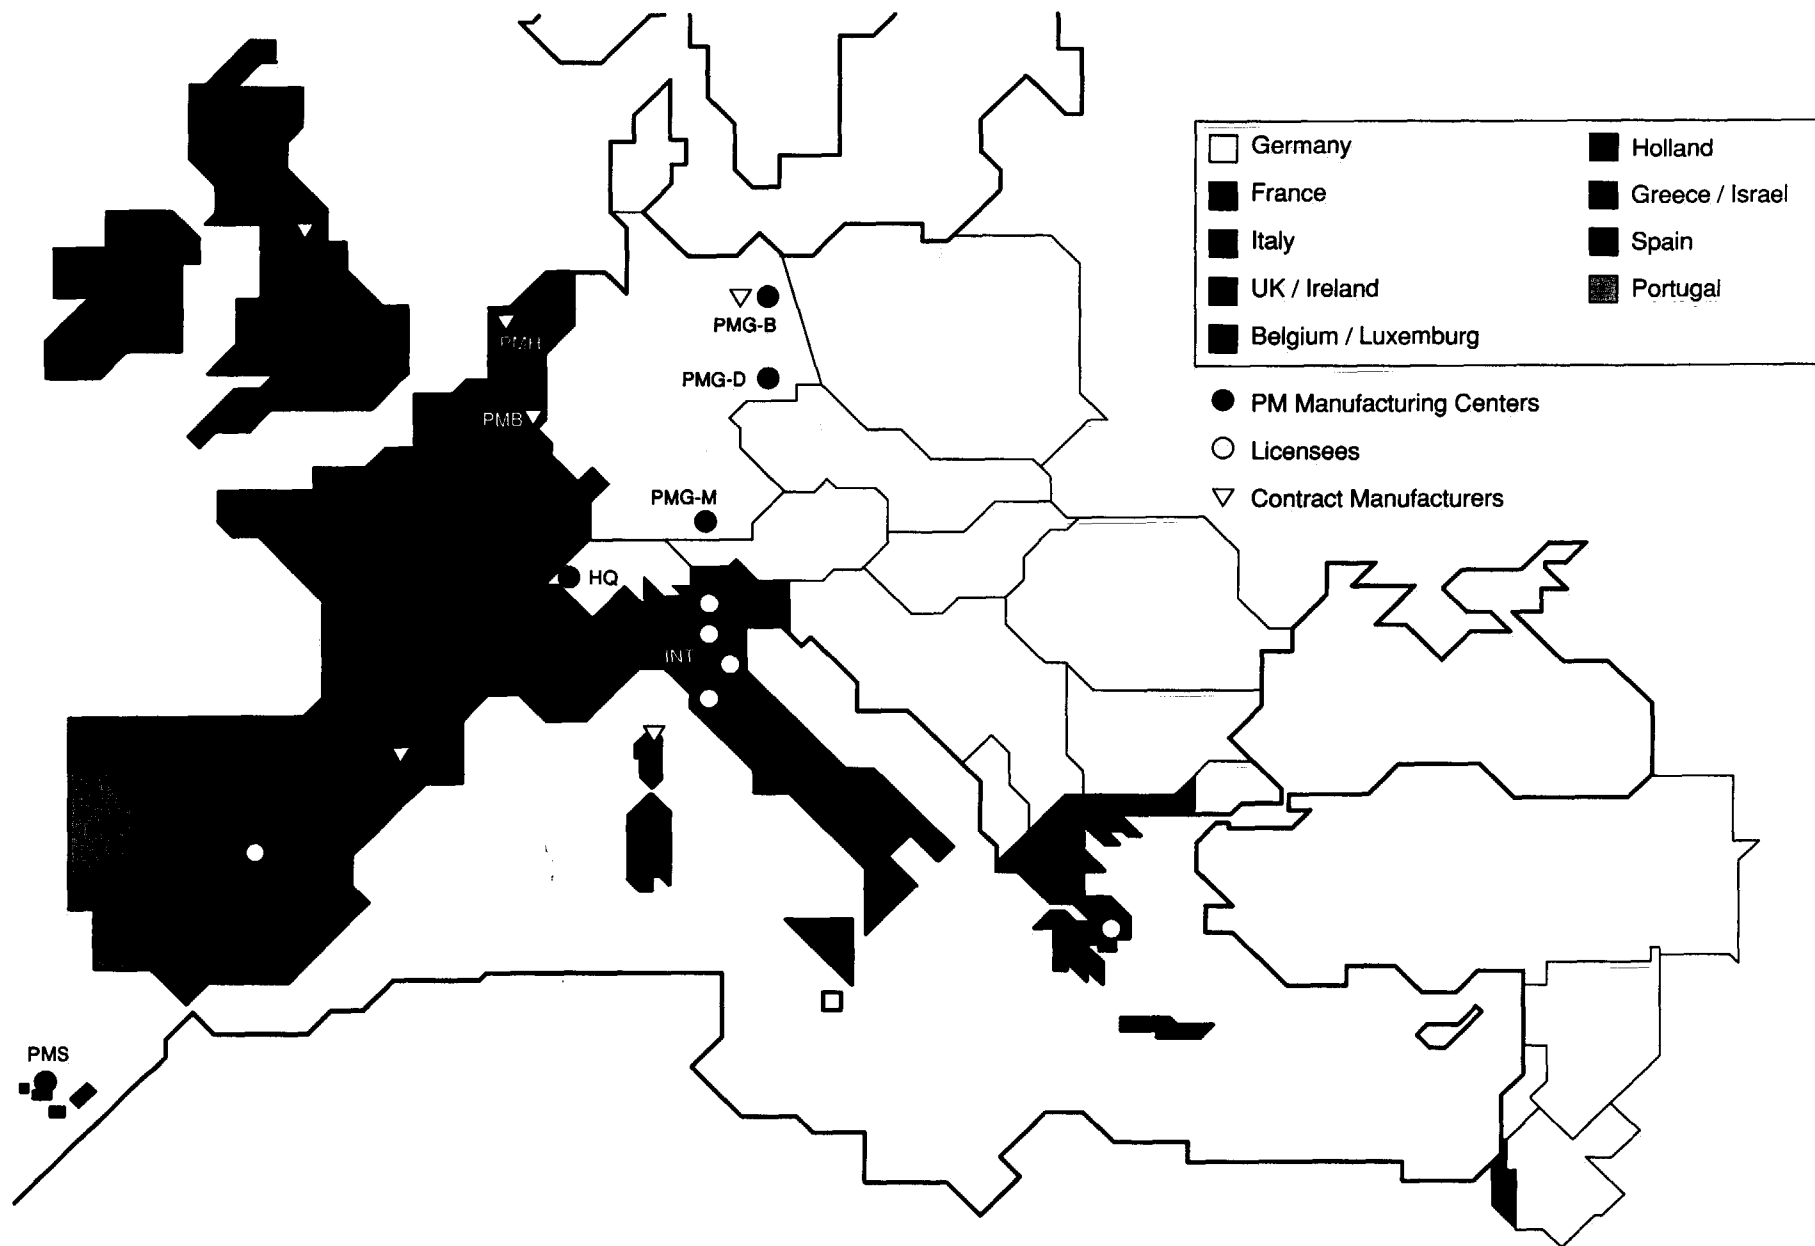 Germany
France
Italy
UK / Ireland
Belgium / Luxemburg
Holland
Greece / Israel
Spain
Portugal
PM Manufacturing Centers
Licensees
Contract Manufacturers
PMG-B
PMH
PMG-D
PMB
PMG-M
HQ
INT
PMS